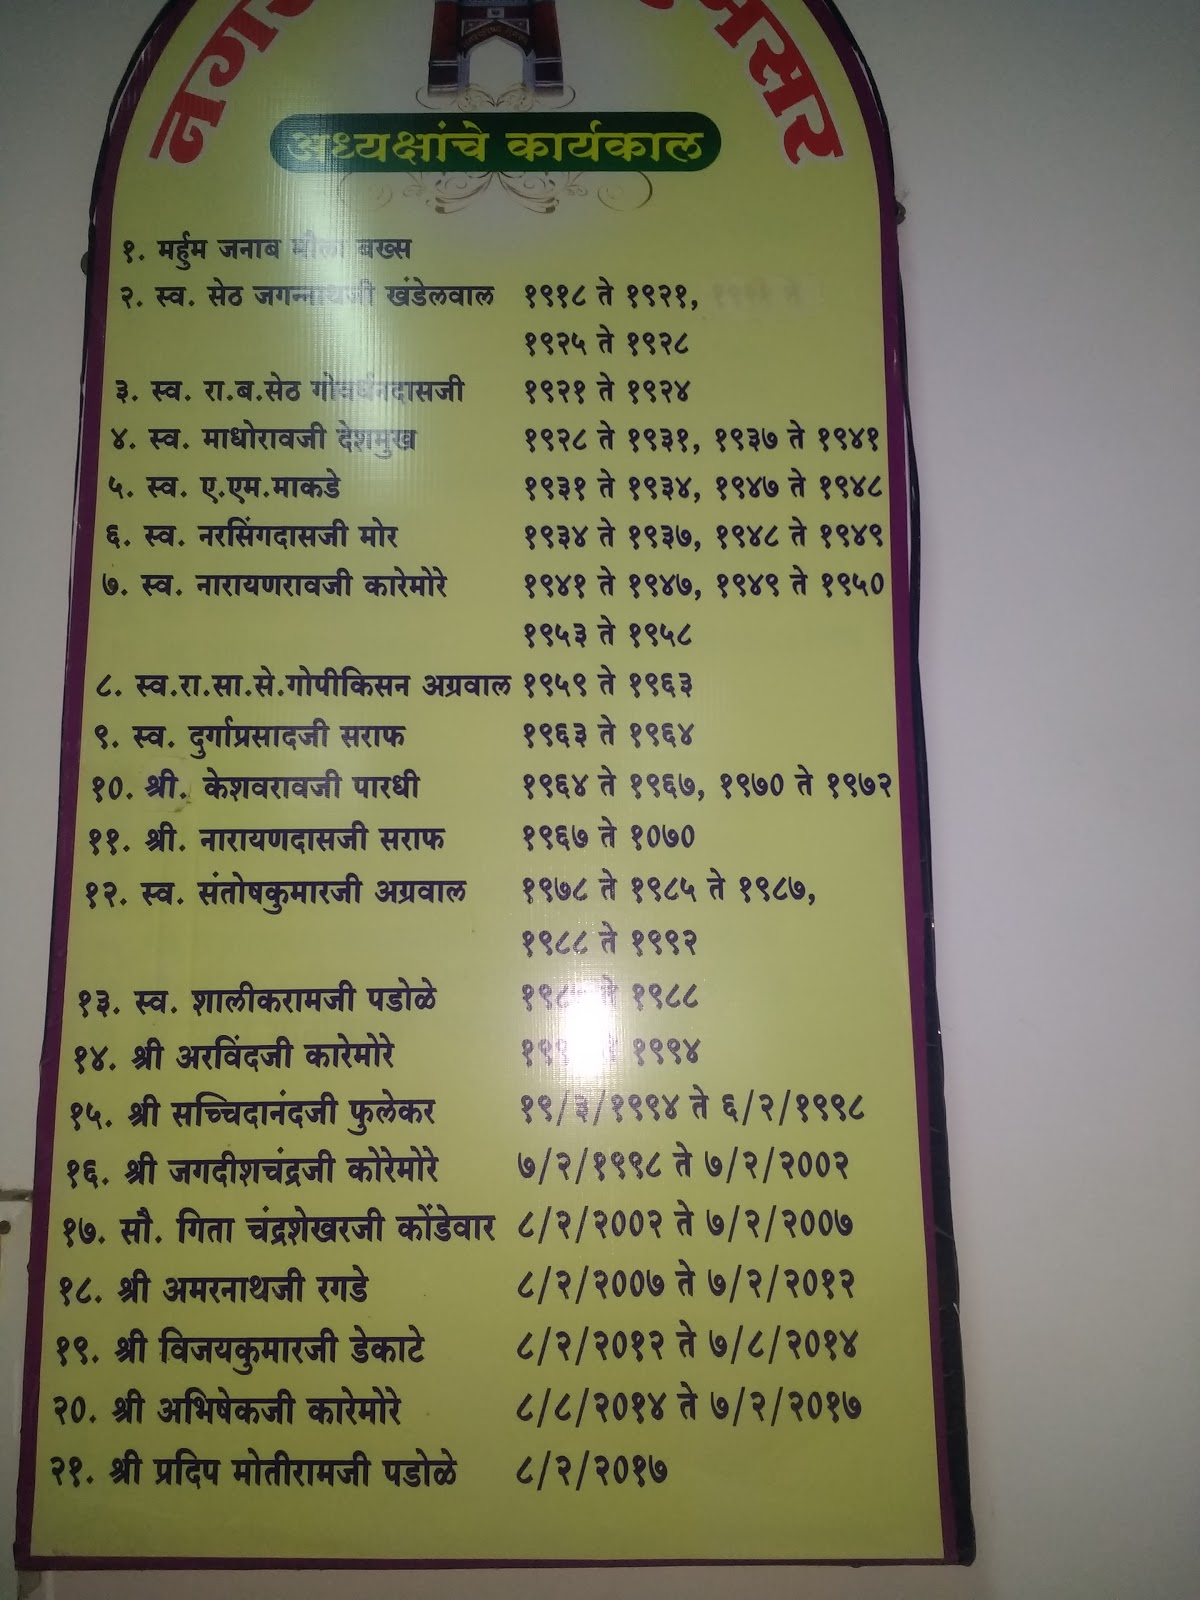 अध्यक्षांचे कार्यकाल
१. मर्हुम जनाब मौला बख्स
२. स्व. सेठ जगन्नाथजी खंडेलवाल १९१८ ते १९२१,
१९२५ ते १९२८
३. स्व. रा.ब.सेठ गोवर्धनदासजी १९२१ ते १९२४
४. स्व. माधोरावजी देशमुख १९२८ ते १९३१, १९३७ ते १९४१
५. स्व. ए.एम.माकडे १९३१ ते १९३४, १९४७ ते १९४८
६. स्व. नरसिंगदासजी मोर १९३४ ते १९३७, १९४८ ते १९४९
७. स्व. नारायणरावजी कारेमोरे १९४१ ते १९४७, १९४९ ते १९५०
१९५३ ते १९५८
८. स्व.रा.सा.से.गोपीकिसन अग्रवाल १९५९ ते १९६३
९. स्व. दुर्गाप्रसादजी सराफ १९६३ ते १९६४
१०. श्री. केशवरावजी पारधी १९६४ ते १९६७, १९७० ते १९७२
११. श्री. नारायणदासजी सराफ १९६७ ते १०७०
१२. स्व. संतोषकुमारजी अग्रवाल १९७८ ते १९८५ ते १९८७,
१९८८ ते १९९२
१३. स्व. शालीकरामजी पडोळे ते १९८८
१४. श्री अरविंदजी कारेमोरे ते १९९४
१५. श्री सच्चिदानंदजी फुलेकर १९/३/१९९४ ते ६/२/१९९८
१६. श्री जगदीशचंद्रजी कोरेमोरे ७/२/१९९८ ते ७/२/२००२
१७. सौ. गिता चंद्रशेखरजी कोंडेवार ८/२/२००२ ते ७/२/२००७
१८. श्री अमरनाथजी रगडे ८/२/२००७ ते ७/२/२०१२
१९. श्री विजयकुमारजी डेकाटे ८/२/२०१२ ते ७/८/२०१४
२०. श्री अभिषेकजी कारेमोरे ८/८/२०१४ ते ७/२/२०१७
२१. श्री प्रदिप मोतीरामजी पडोळे ८/२/२०१७